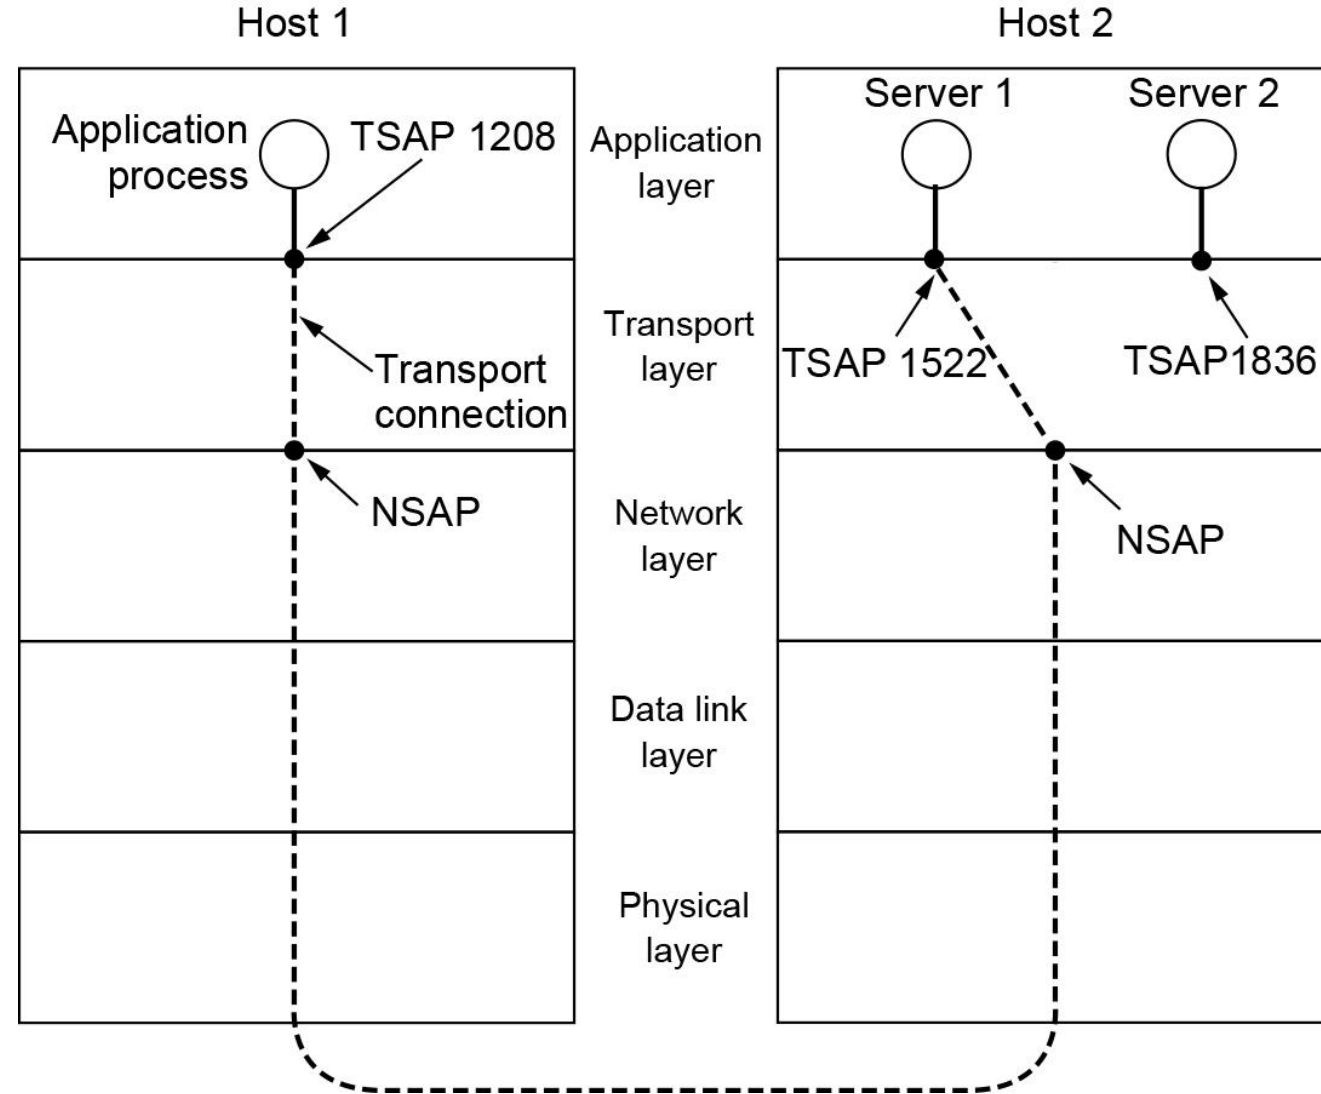 Host 1
Host 2
Application
process
TSAP 1208
Application
layer
Server 1
Server 2
Transport
connection
Transport
layer
TSAP 1522
TSAP1836
NSAP
Network
layer
NSAP
Data link
layer
Physical
layer